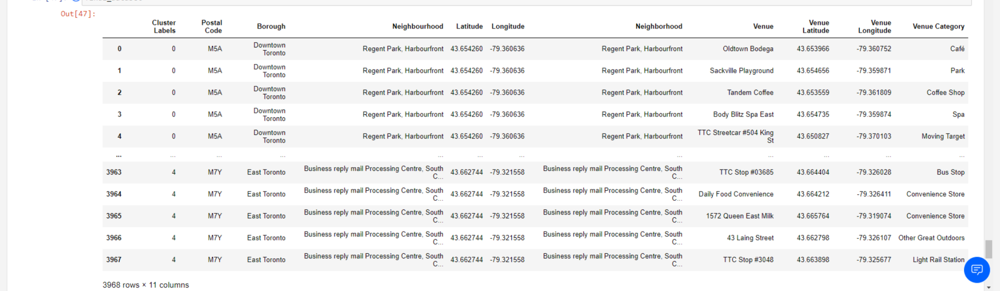 Out[47]:
Cluster Labels Postal Code Borough Neighbourhood Latitude Longitude Neighborhood Venue Venue Latitude Venue Longitude Venue Category
0 0 M5A Downtown Toronto Regent Park, Harbourfront 43.654260 -79.360636 Regent Park, Harbourfront Oldtown Bodega 43.653966 -79.360752 Café
1 0 M5A Downtown Toronto Regent Park, Harbourfront 43.654260 -79.360636 Regent Park, Harbourfront Sackville Playground 43.654656 -79.359871 Park
2 0 M5A Downtown Toronto Regent Park, Harbourfront 43.654260 -79.360636 Regent Park, Harbourfront Tandem Coffee 43.653559 -79.361809 Coffee Shop
3 0 M5A Downtown Toronto Regent Park, Harbourfront 43.654260 -79.360636 Regent Park, Harbourfront Body Blitz Spa East 43.654735 -79.359874 Spa
4 0 M5A Downtown Toronto Regent Park, Harbourfront 43.654260 -79.360636 Regent Park, Harbourfront TTC Streetcar #504 King St 43.650827 -79.370103 Moving Target
... ... ... ... ... ... ... ... ... ... ... ...
3963 4 M7Y East Toronto Business reply mail Processing Centre, South C... 43.662744 -79.321558 Business reply mail Processing Centre, South C... TTC Stop #03685 43.664404 -79.326028 Bus Stop
3964 4 M7Y East Toronto Business reply mail Processing Centre, South C... 43.662744 -79.321558 Business reply mail Processing Centre, South C... Daily Food Convenience 43.664212 -79.326411 Convenience Store
3965 4 M7Y East Toronto Business reply mail Processing Centre, South C... 43.662744 -79.321558 Business reply mail Processing Centre, South C... 1572 Queen East Milk 43.665764 -79.319074 Convenience Store
3966 4 M7Y East Toronto Business reply mail Processing Centre, South C... 43.662744 -79.321558 Business reply mail Processing Centre, South C... 43 Laing Street 43.662798 -79.326107 Other Great Outdoors
3967 4 M7Y East Toronto Business reply mail Processing Centre, South C... 43.662744 -79.321558 Business reply mail Processing Centre, South C... TTC Stop #3048 43.663898 -79.325677 Light Rail Station
3968 rows × 11 columns